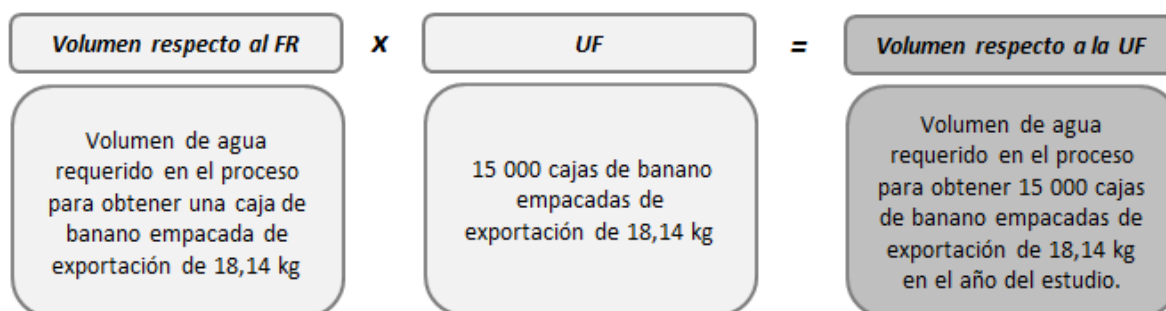 Volumen respecto al FR x UF = Volumen respecto a la UF
Volumen de agua
requerido en el proceso
para obtener una caja de
banano empacada de
exportación de 18,14 kg
15 000 cajas de banano
empacadas de
exportación de 18,14 kg
Volumen de agua
requerido en el proceso
para obtener 15 000 cajas
de banano empacadas de
exportación de 18,14 kg
en el año del estudio.